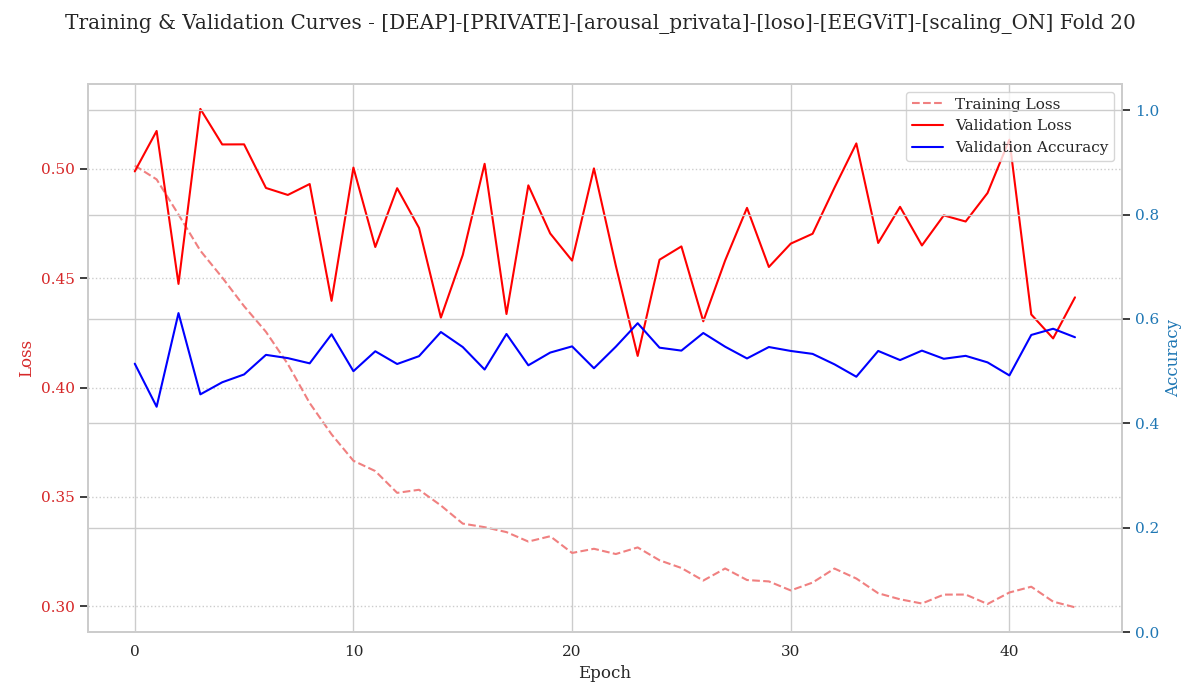 Training & Validation Curves - [DEAP]-[PRIVATE]-[arousal_privata]-[loso]-[EEGViT]-[scaling_ON] Fold 20
Training Loss
Validation Loss
Validation Accuracy
0.50
0.45
0.40
0.35
0.30
Loss
1.0
0.8
0.6
0.4
0.2
0.0
Accuracy
0
10
20
30
40
Epoch